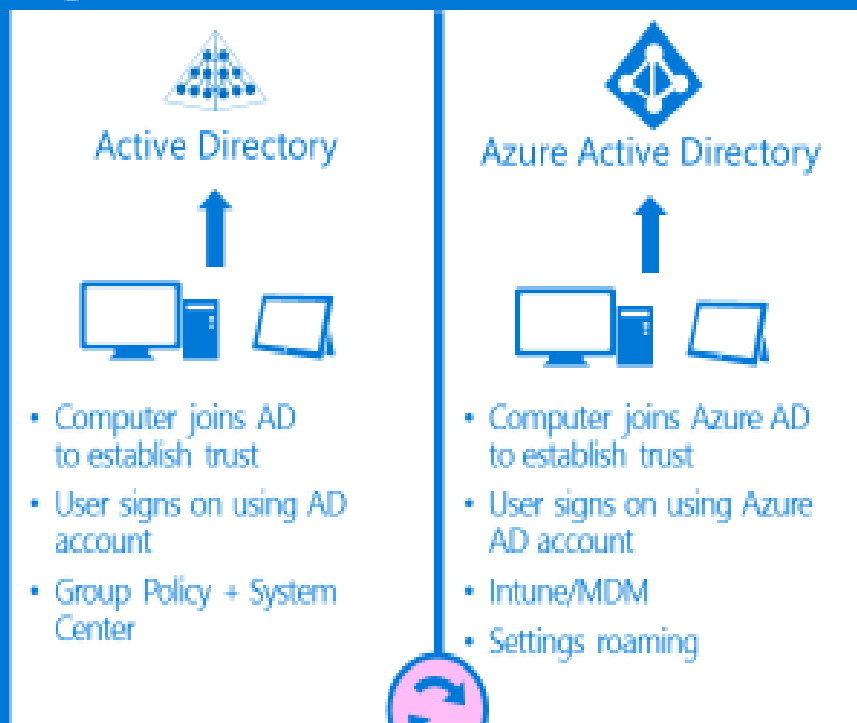 Active Directory
• Computer joins AD
to establish trust
• User signs on using AD
account
• Group Policy + System
Center
Azure Active Directory
• Computer joins Azure AD
to establish trust
• User signs on using Azure
AD account
• Intune/MDM
• Settings roaming